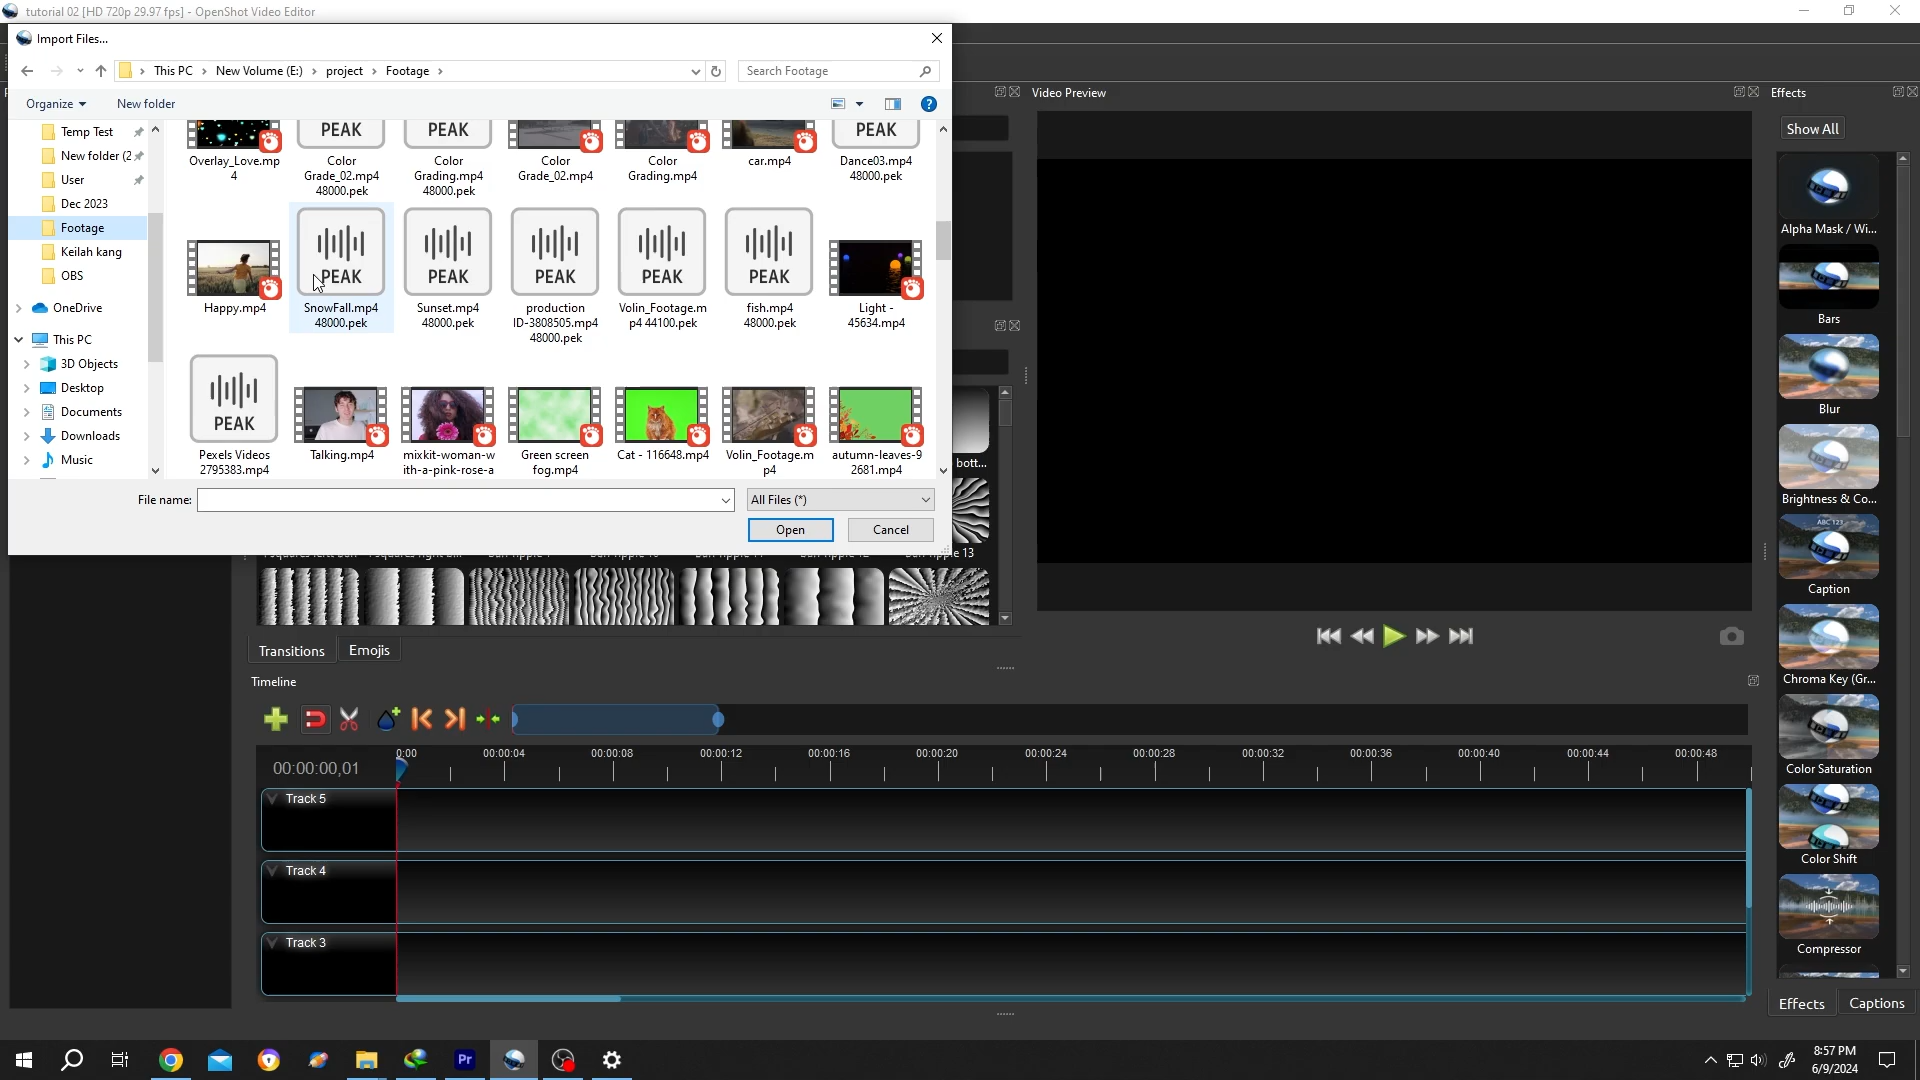 tutorial 02 [HD 720p 29.97 fps] - OpenShot Video Editor
Import Files...
This PC
New Volume (E:)
project
Footage
Search Footage
Organize
New folder
Temp Test
New folder (2
User
Dec 2023
Footage
Keilah kang
OBS
OneDrive
This PC
3D Objects
Desktop
Documents
Downloads
Music
PEAK
PEAK
PEAK
Overlay_Love.mp
4
Color
Grade_02.mp4
48000.pek
Color
Grading.mp4
48000.pek
Color
Grade_02.mp4
Color
Grading.mp4
car.mp4
Dance03.mp4
48000.pek
PEAK
PEAK
PEAK
PEAK
PEAK
Happy.mp4
SnowFall.mp4
48000.pek
Sunset.mp4
48000.pek
production
ID-3808505.mp4
48000.pek
Volin_Footage.m
p4 44100.pek
fish.mp4
48000.pek
Light -
45634.mp4
PEAK
Pexels Videos
2795383.mp4
Talking.mp4
mixkit-woman-w
ith-a-pink-rose-a
Green screen
fog.mp4
Cat - 116648.mp4
Volin_Footage.m
p4
autumn-leaves-9
2681.mp4
File name:
All Files (*)
Open
Cancel
bott...
Transitions
Emojis
Video Preview
Effects
Show All
Alpha Mask / Wi...
Bars
Blur
Brightness & Co...
ABC 123
Caption
Chroma Key (Gr...
Color Saturation
Color Shift
Compressor
Effects
Captions
Timeline
00:00:00,01
0:00
00:00:04
00:00:08
00:00:12
00:00:16
00:00:20
00:00:24
00:00:28
00:00:32
00:00:36
00:00:40
00:00:44
00:00:48
Track 5
Track 4
Track 3
Pr
8:57 PM
6/9/2024